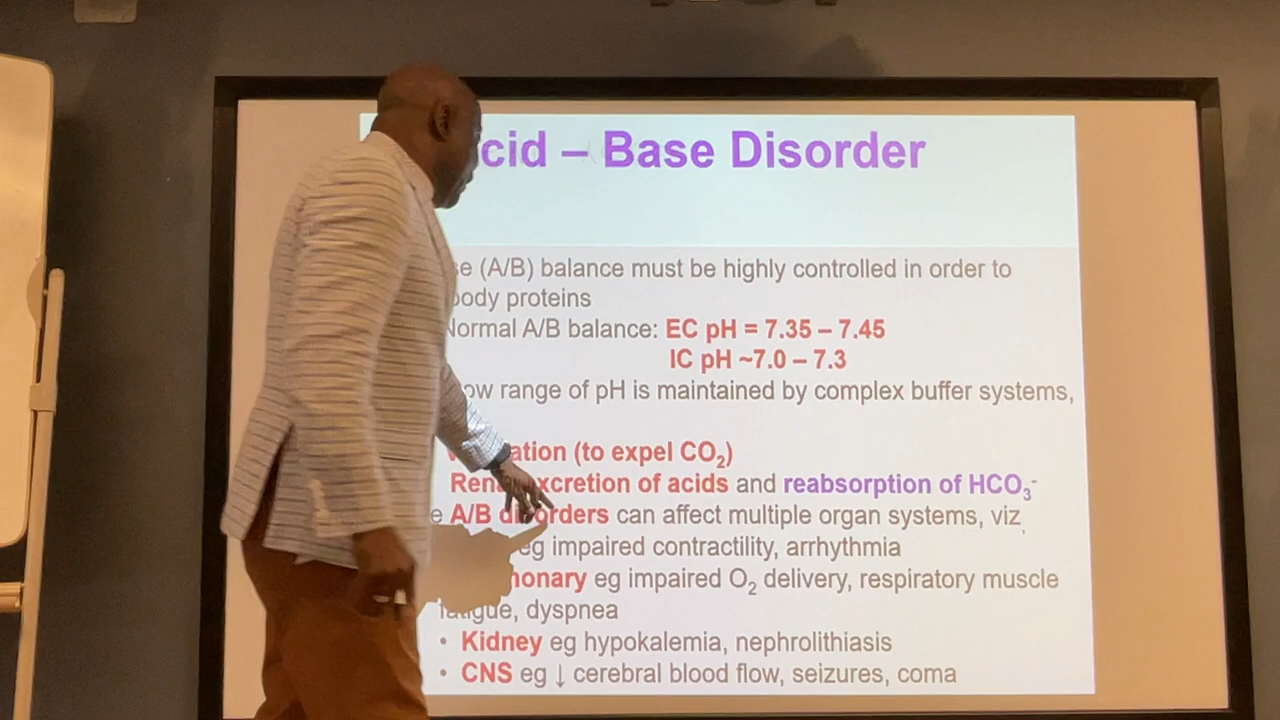 cid – Base Disorder
se (A/B) balance must be highly controlled in order to
body proteins
Normal A/B balance: EC pH = 7.35 – 7.45
IC pH ~7.0 – 7.3
ow range of pH is maintained by complex buffer systems,
ation (to expel CO₂)
Renal excretion of acids and reabsorption of HCO₃⁻
A/B disorders can affect multiple organ systems, viz,
eg impaired contractility, arrhythmia
monary eg impaired O₂ delivery, respiratory muscle
fatigue, dyspnea
• Kidney eg hypokalemia, nephrolithiasis
• CNS eg ↓ cerebral blood flow, seizures, coma